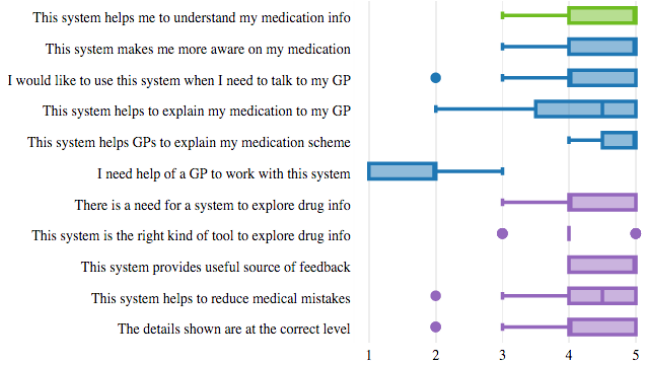 This system helps me to understand my medication info
This system makes me more aware on my medication
I would like to use this system when I need to talk to my GP
This system helps to explain my medication to my GP
This system helps GPs to explain my medication scheme
I need help of a GP to work with this system
There is a need for a system to explore drug info
This system is the right kind of tool to explore drug info
This system provides useful source of feedback
This system helps to reduce medical mistakes
The details shown are at the correct level
1 2 3 4 5